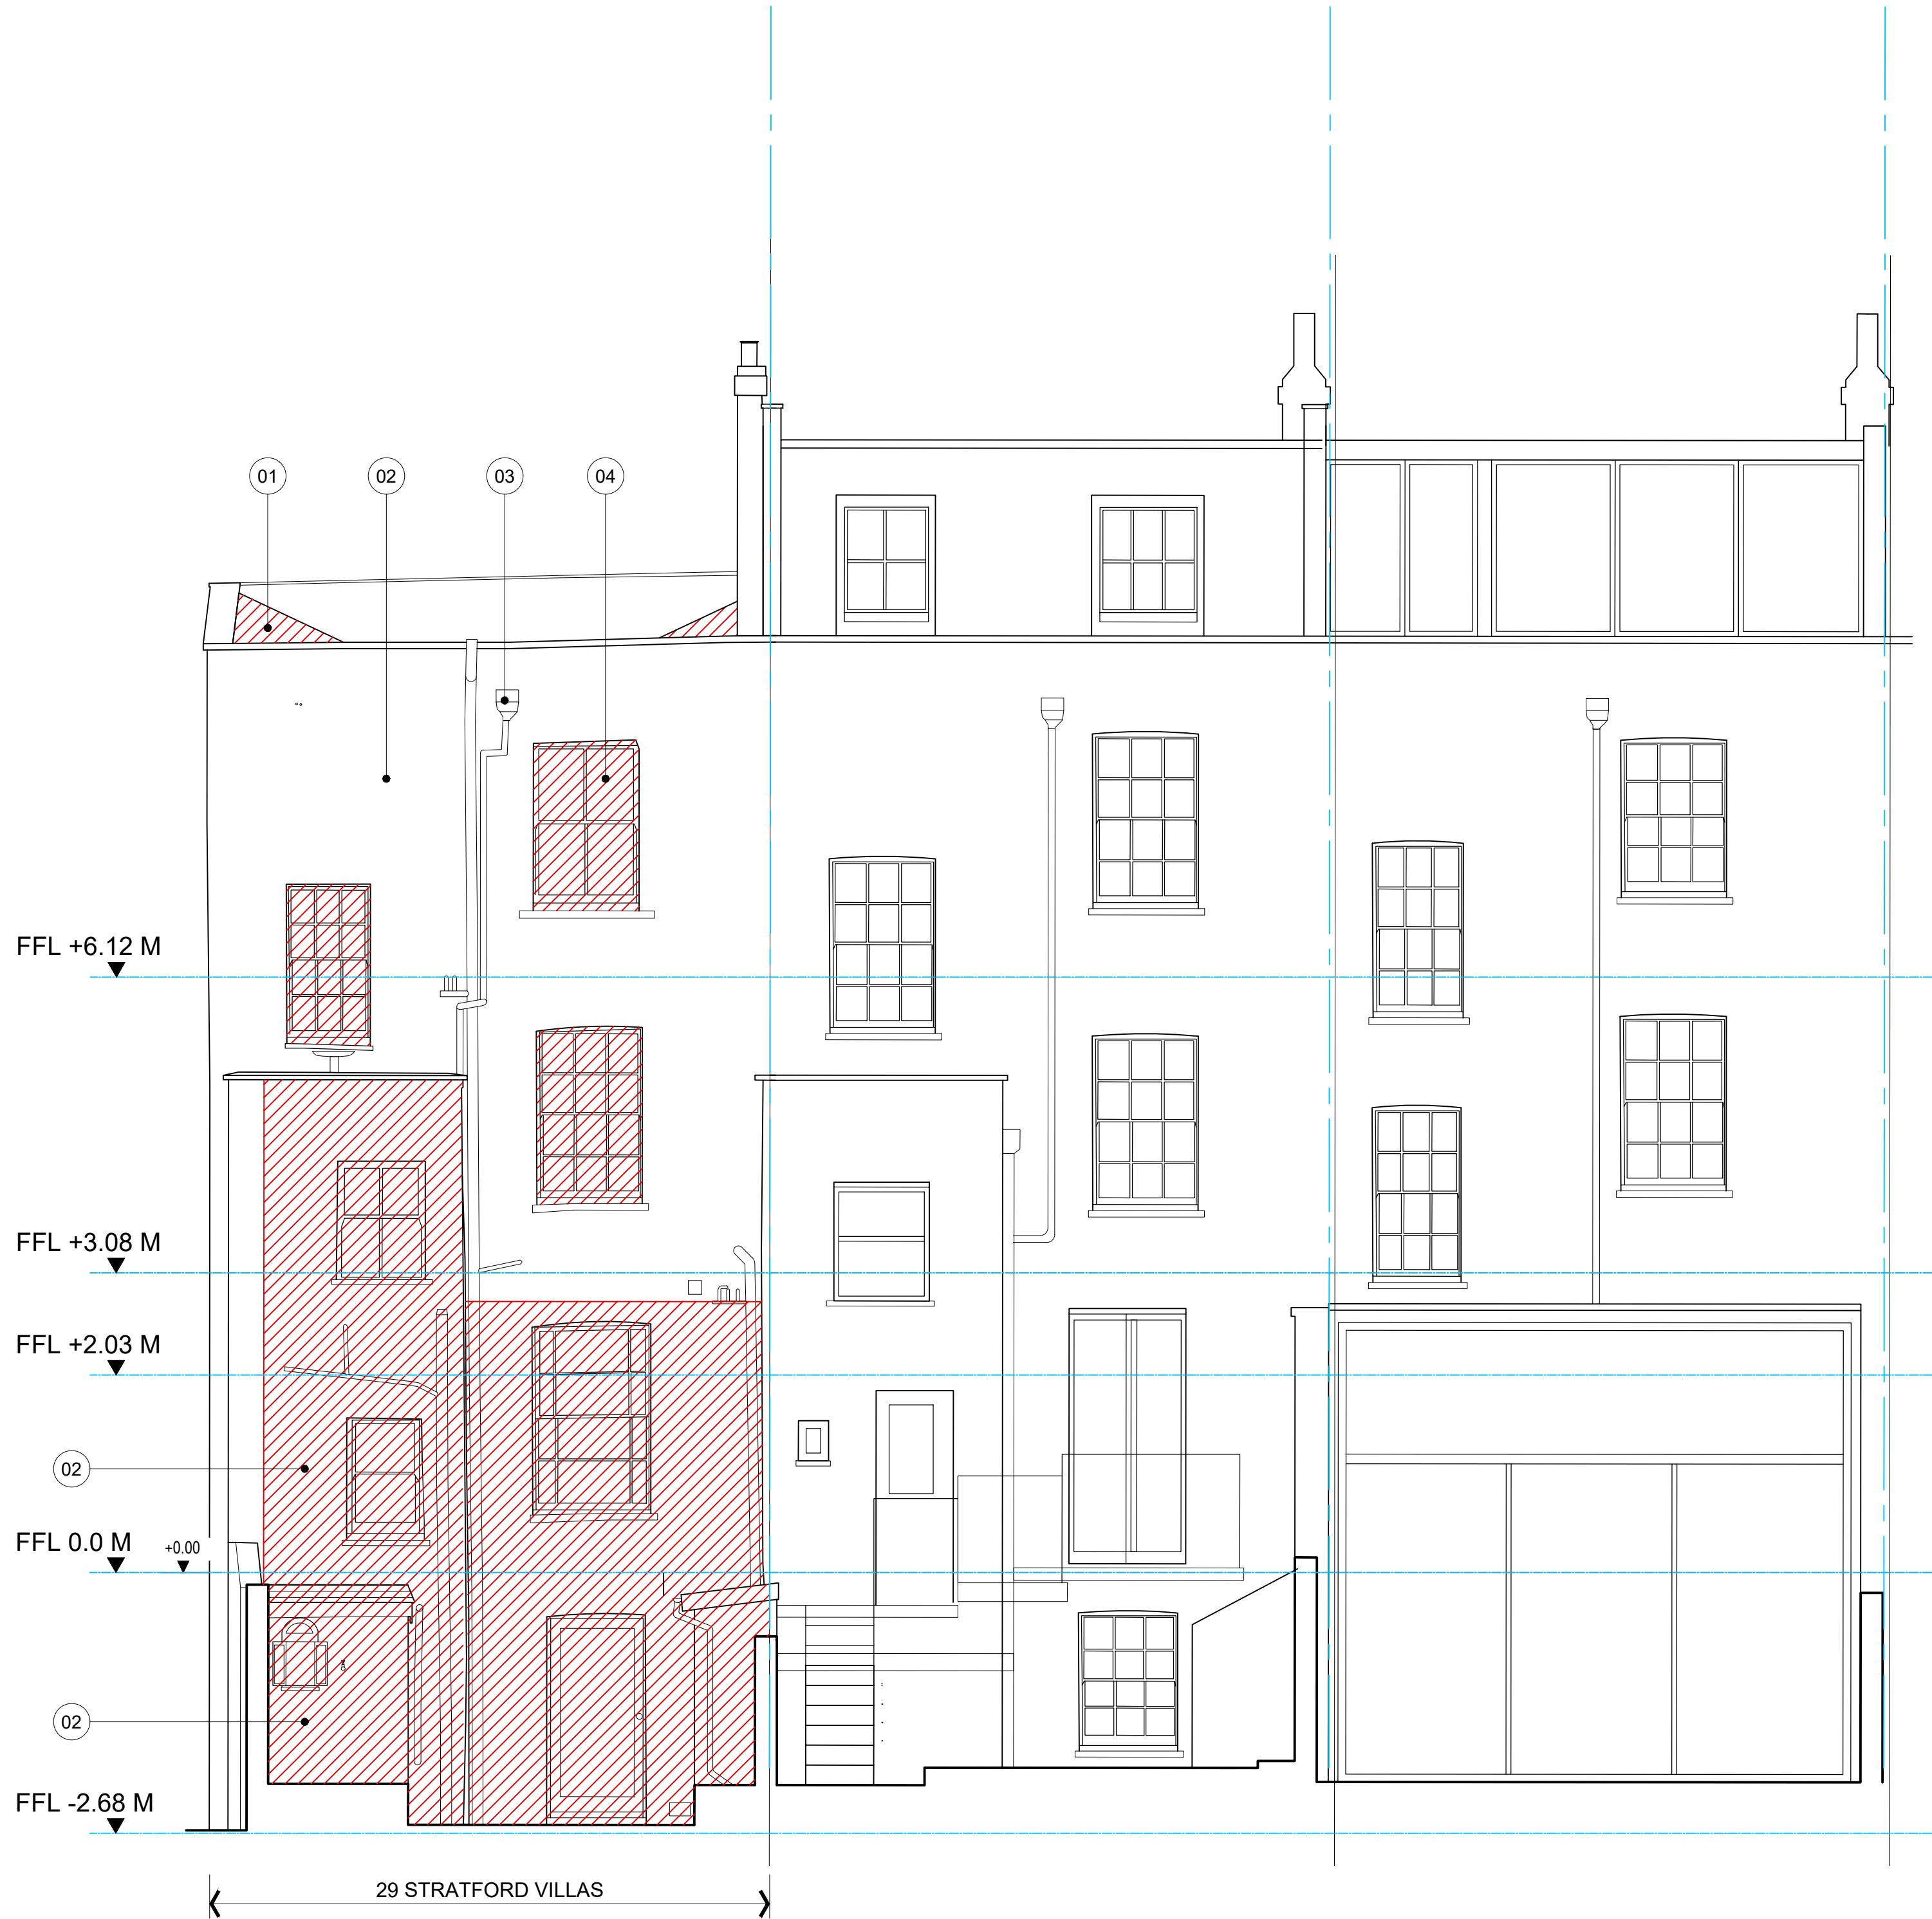 01
02
03
04
FFL +6.12 M
FFL +3.08 M
FFL +2.03 M
02
FFL 0.0 M
+0.00
02
FFL -2.68 M
29 STRATFORD VILLAS